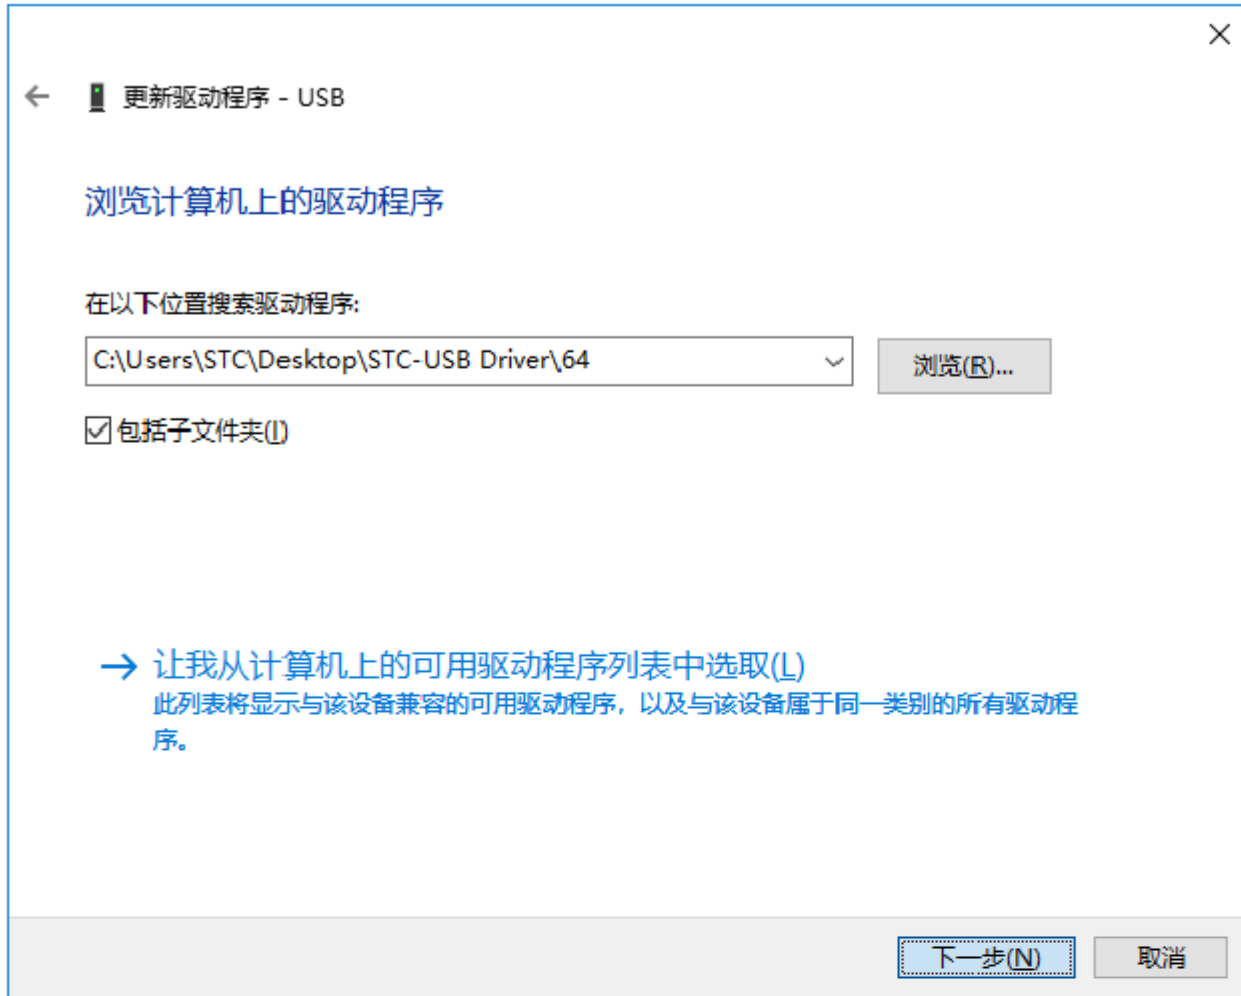 更新驱动程序 - USB
浏览计算机上的驱动程序
在以下位置搜索驱动程序:
C:\Users\STC\Desktop\STC-USB Driver\64
浏览(R)...
包括子文件夹(I)
让我从计算机上的可用驱动程序列表中选取(L)
此列表将显示与该设备兼容的可用驱动程序，以及与该设备属于同一类别的所有驱动程
序。
下一步(N)
取消